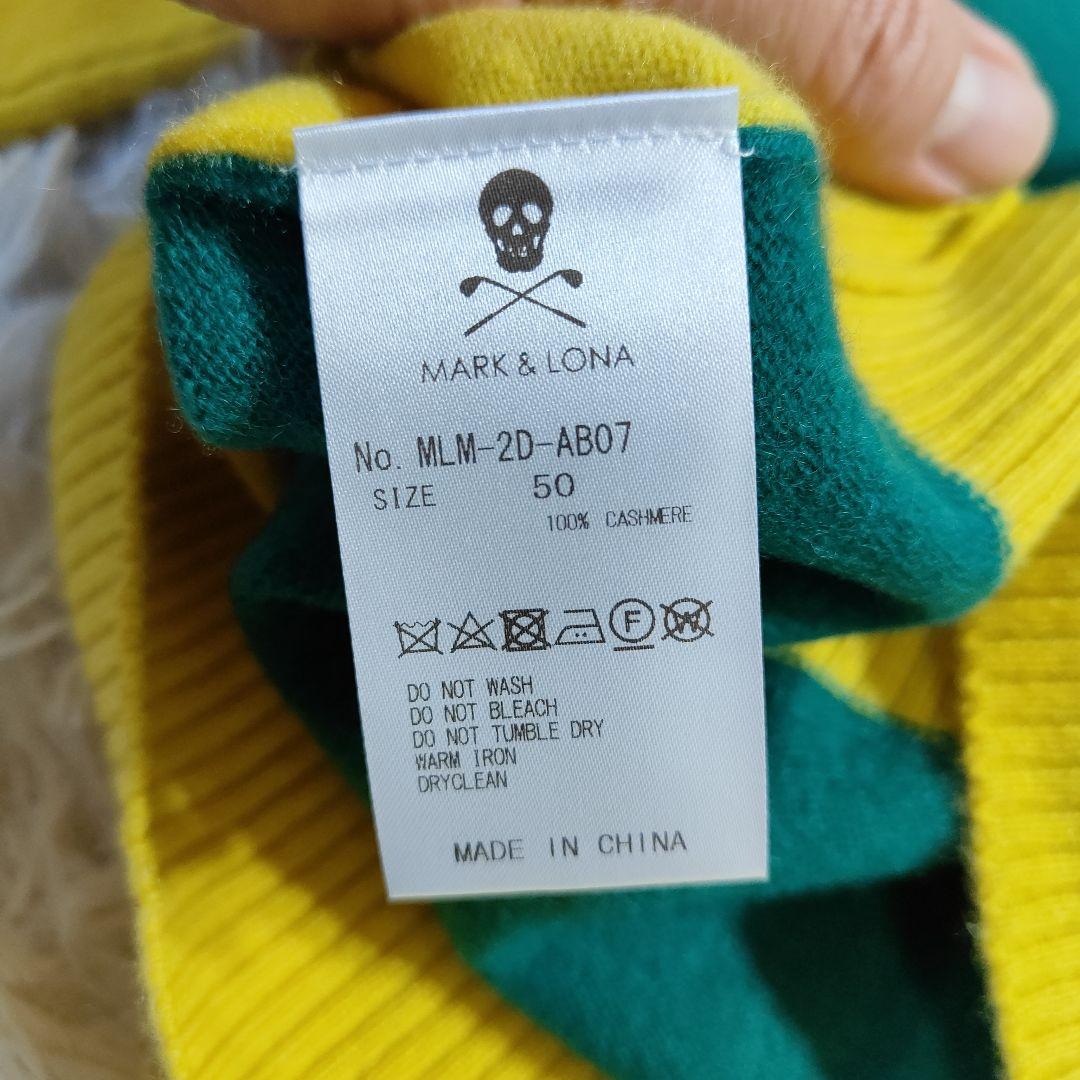 MARK & LONA
No. MLM-2D-AB07
SIZE 50
100% CASHMERE
F W
DO NOT WASH
DO NOT BLEACH
DO NOT TUMBLE DRY
WARM IRON
DRYCLEAN
MADE IN CHINA